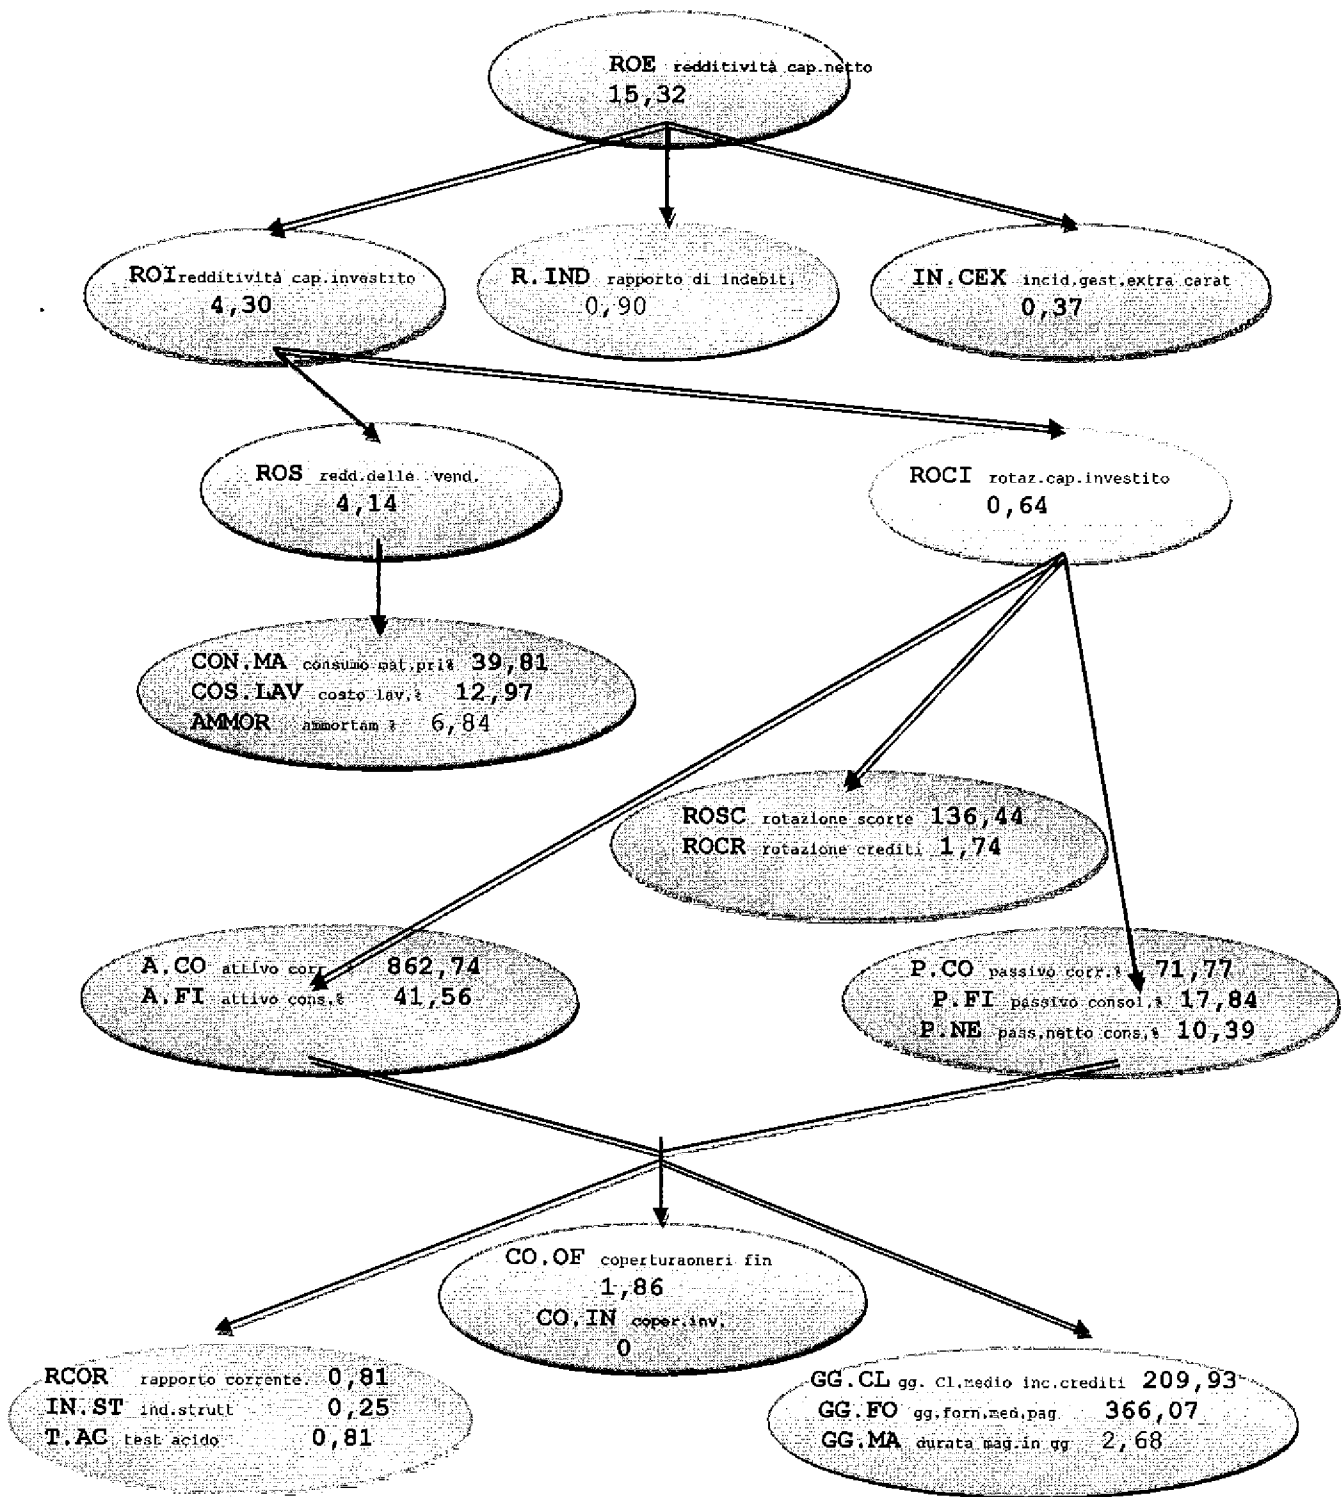 ROE redditività cap.netto
15,32
ROI redditività cap.investito
4,30
R.IND rapporto di indebit.
0,90
IN.CEX incid.gest.extra carat
0,37
ROS redd.delle vend.
4,14
ROCI rotaz.cap.investito
0,64
CON.MA consumo mat.pri% 39,81
COS.LAV costo lav.% 12,97
AMMOR ammortam % 6,84
ROSC rotazione scorte 136,44
ROCR rotazione crediti 1,74
A.CO attivo corr 862,74
A.FI attivo cons.% 41,56
P.CO passivo corr.% 71,77
P.FI passivo consol.% 17,84
P.NE pass.netto cons.% 10,39
CO.OF coperturaoneri fin
1,86
CO.IN coper.inv.
0
RCOR rapporto corrente. 0,81
IN.ST ind.strutt 0,25
T.AC test acido 0,81
GG.CL gg. Cl.medio inc.crediti 209,93
GG.FO gg.forn.med.pag 366,07
GG.MA durata mag.in gg 2,68